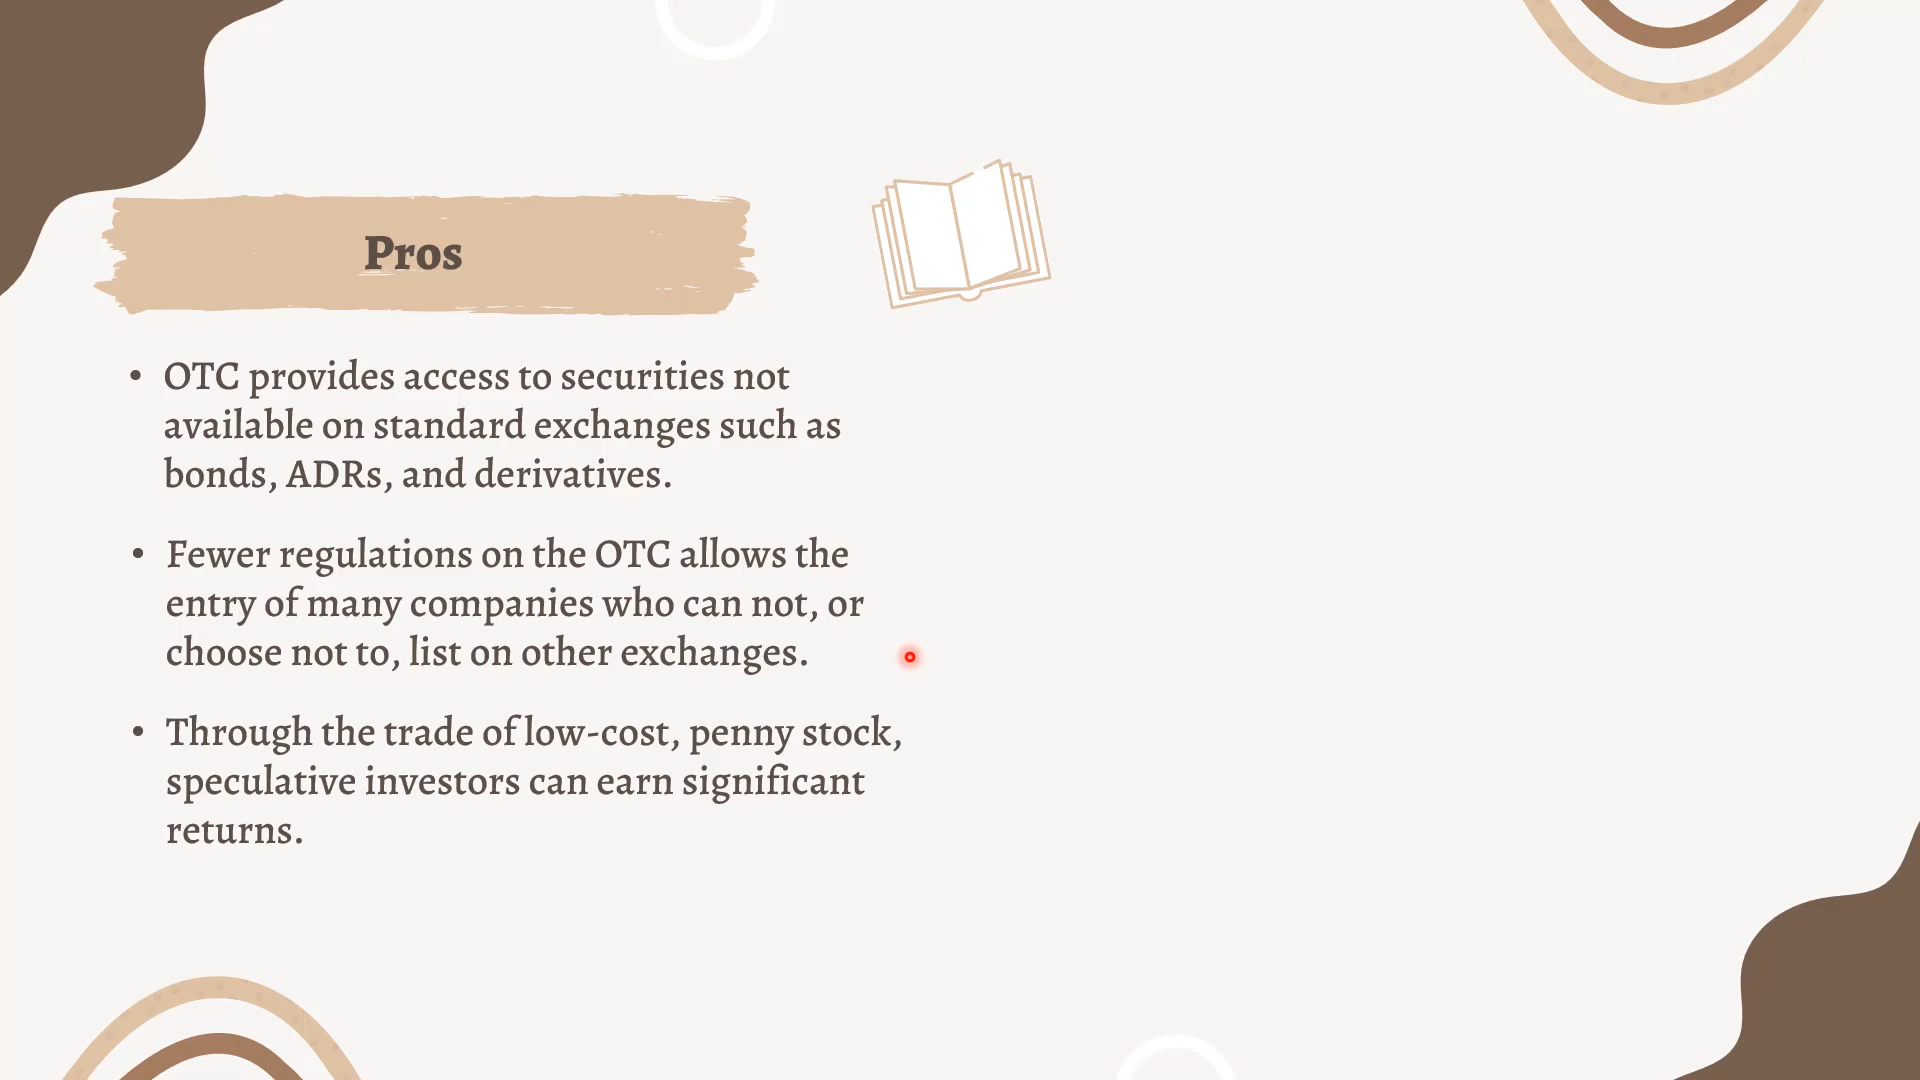 Pros
• OTC provides access to securities not
available on standard exchanges such as
bonds, ADRs, and derivatives.
• Fewer regulations on the OTC allows the
entry of many companies who can not, or
choose not to, list on other exchanges.
• Through the trade of low-cost, penny stock,
speculative investors can earn significant
returns.